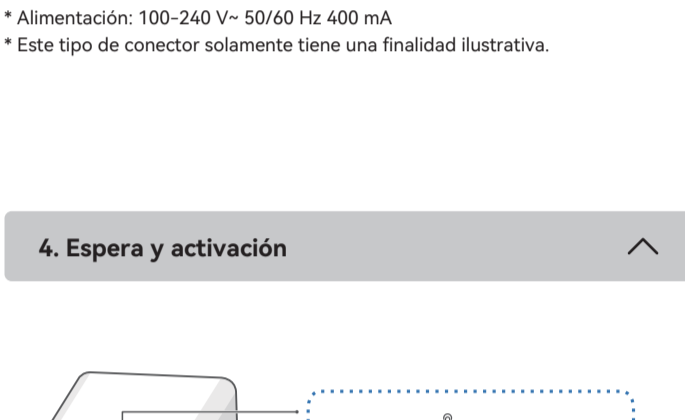 * Alimentación: 100-240 V~ 50/60 Hz 400 mA
* Este tipo de conector solamente tiene una finalidad ilustrativa.
4. Espera y activación